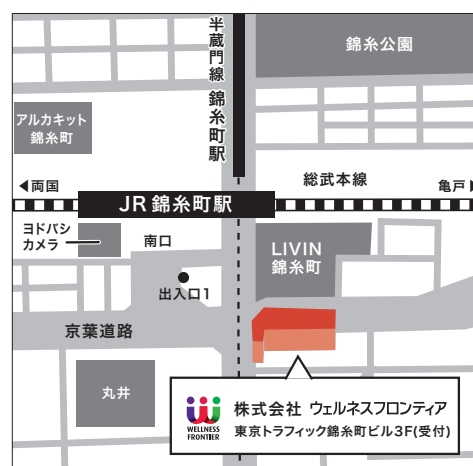 半蔵門線 錦糸町駅
錦糸公園
アルカキット
錦糸町
◀両国
総武本線
亀戸▶
JR 錦糸町駅
ヨドバシ
カメラ
南口
LIVIN
錦糸町
出入口1
京葉道路
丸井
WELLNESS
FRONTIER
株式会社 ウェルネスフロンティア
東京トラフィック錦糸町ビル3F(受付)